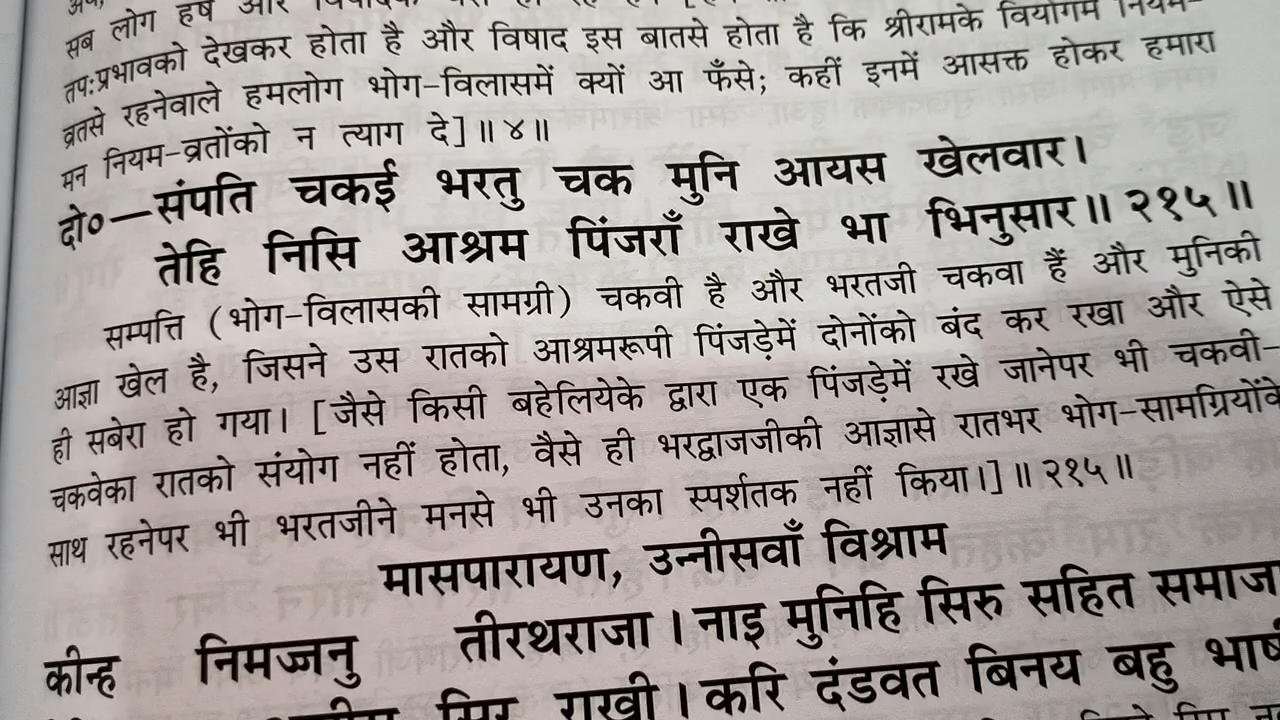 सब लोग हर्ष और
तपःप्रभावको देखकर होता है और विषाद इस बातसे होता है कि श्रीरामके वियोगमें नियम-
व्रतसे रहनेवाले हमलोग भोग-विलासमें क्यों आ फँसे; कहीं इनमें आसक्त होकर हमारा
मन नियम-व्रतोंको न त्याग दे]॥४॥
दो०—संपति चकई भरतु चक मुनि आयस खेलवार।
तेहि निसि आश्रम पिंजराँ राखे भा भिनुसार॥२१५॥
सम्पत्ति (भोग-विलासकी सामग्री) चकवी है और भरतजी चकवा हैं और मुनिकी
आज्ञा खेल है, जिसने उस रातको आश्रमरूपी पिंजड़ेमें दोनोंको बंद कर रखा और ऐसे
ही सबेरा हो गया। [जैसे किसी बहेलियेके द्वारा एक पिंजड़ेमें रखे जानेपर भी चकवी-
चकवेका रातको संयोग नहीं होता, वैसे ही भरद्वाजजीकी आज्ञासे रातभर भोग-सामग्रियोंके
साथ रहनेपर भी भरतजीने मनसे भी उनका स्पर्शतक नहीं किया।]॥२१५॥
मासपारायण, उन्नीसवाँ विश्राम
कीन्ह निमज्जनु तीरथराजा। नाइ मुनिहि सिरु सहित समाजा
सिर राखी। करि दंडवत बिनय बहु